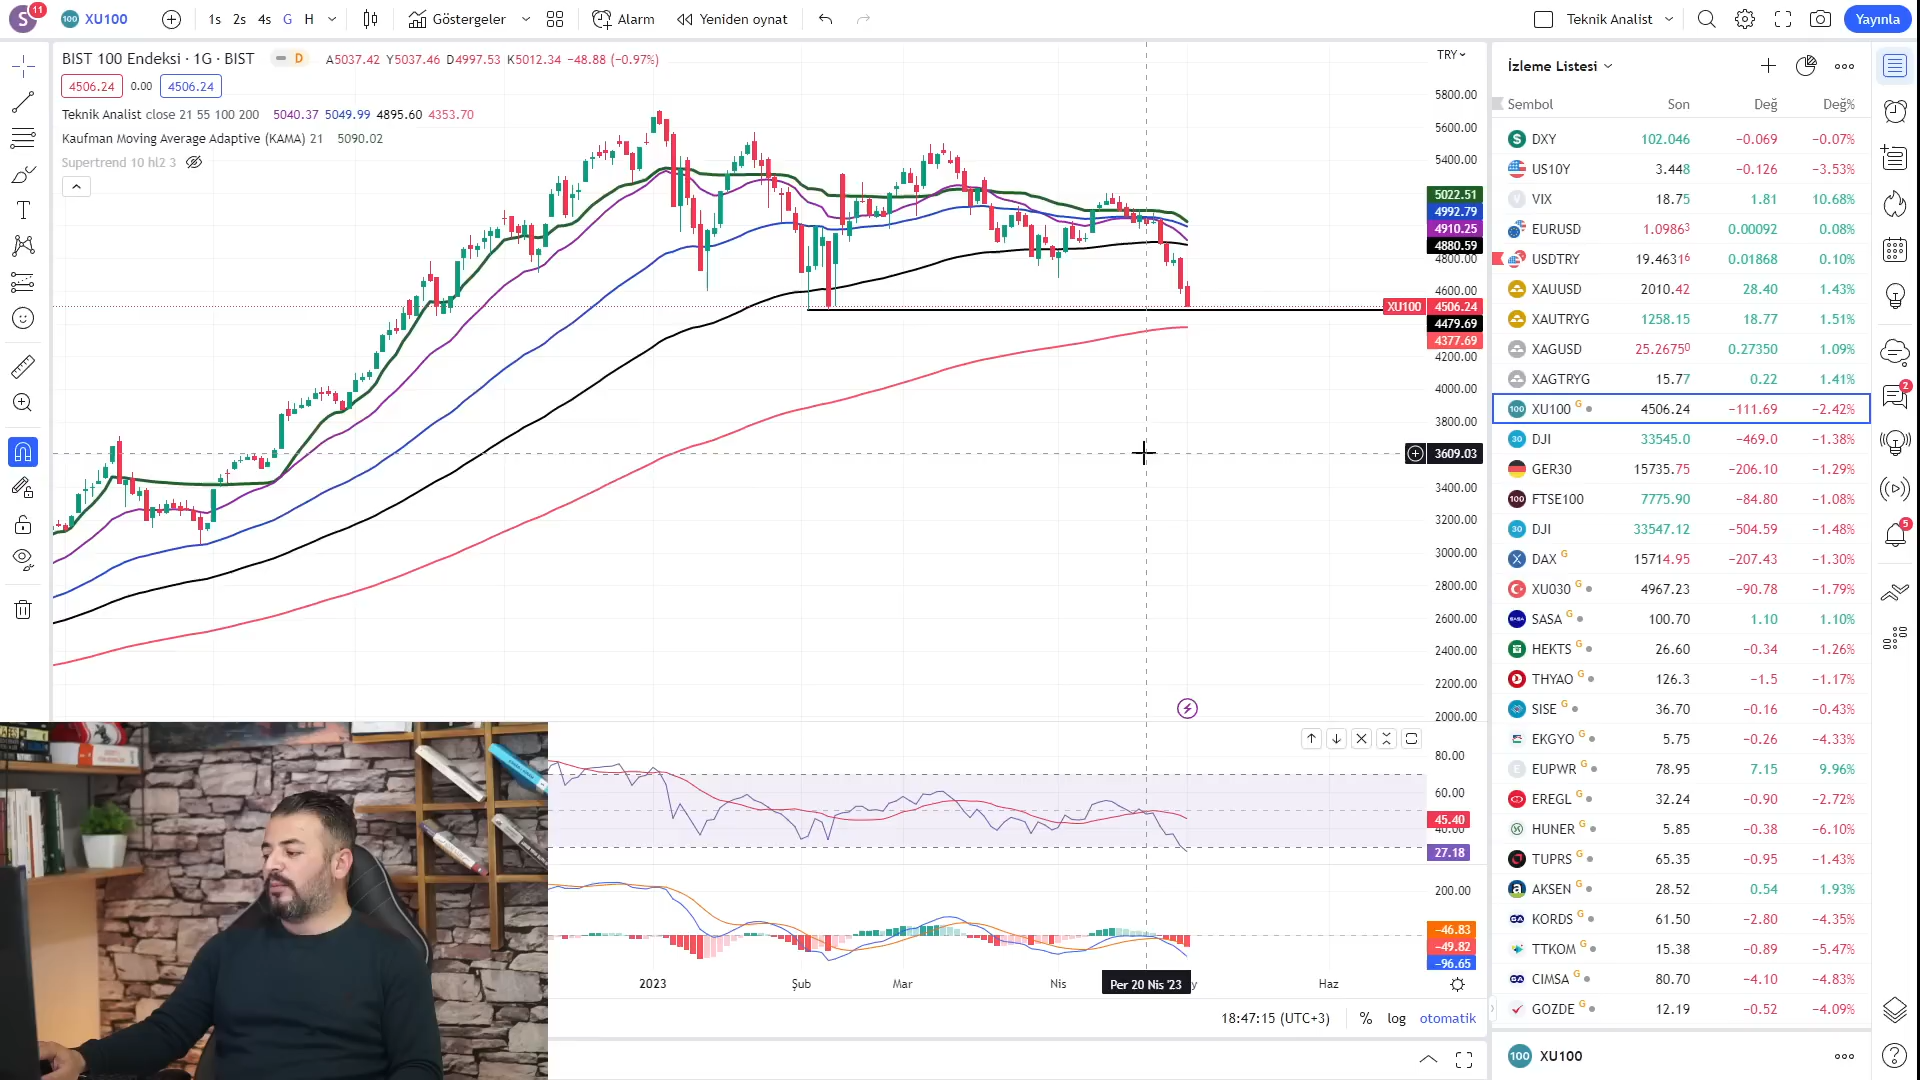 S 11 100 XU100 1s 2s 4s G H Göstergeler Alarm Yeniden oynat Teknik Analist Yayınla
BIST 100 Endeksi · 1G · BIST D A5037.42 Y5037.46 D4997.53 K5012.34 −48.88 (−0.97%)
4506.24 0.00 4506.24
Teknik Analist close 21 55 100 200 5040.37 5049.99 4895.60 4353.70
Kaufman Moving Average Adaptive (KAMA) 21 5090.02
Supertrend 10 hl2 3
TRY
5800.00
5600.00
5400.00
5022.51
4992.79
4910.25
4880.59
4800.00
4600.00
XU100 4506.24
4479.69
4377.69
4200.00
4000.00
3800.00
3609.03
3400.00
3200.00
3000.00
2800.00
2600.00
2400.00
2200.00
2000.00
80.00
60.00
45.40
40.00
27.18
200.00
−46.83
−49.82
−96.65
2023 Şub Mar Nis Per 20 Nis '23 y Haz
18:47:15 (UTC+3) % log otomatik
İzleme Listesi
Sembol Son Değ Değ%
DXY 102.046 −0.069 −0.07%
US10Y 3.448 −0.126 −3.53%
VIX 18.75 1.81 10.68%
EURUSD 1.09863 0.00092 0.08%
USDTRY 19.46316 0.01868 0.10%
XAUUSD 2010.42 28.40 1.43%
XAUTRYG 1258.15 18.77 1.51%
XAGUSD 25.26750 0.27350 1.09%
XAGTRYG 15.77 0.22 1.41%
100 XU100 G 4506.24 −111.69 −2.42%
30 DJI 33545.0 −469.0 −1.38%
GER30 15735.75 −206.10 −1.29%
100 FTSE100 7775.90 −84.80 −1.08%
30 DJI 33547.12 −504.59 −1.48%
DAX G 15714.95 −207.43 −1.30%
XU030 G 4967.23 −90.78 −1.79%
SASA G 100.70 1.10 1.10%
HEKTS G 26.60 −0.34 −1.26%
THYAO G 126.3 −1.5 −1.17%
SISE G 36.70 −0.16 −0.43%
EKGYO G 5.75 −0.26 −4.33%
E EUPWR G 78.95 7.15 9.96%
EREGL G 32.24 −0.90 −2.72%
HUNER G 5.85 −0.38 −6.10%
TUPRS G 65.35 −0.95 −1.43%
AKSEN G 28.52 0.54 1.93%
KORDS G 61.50 −2.80 −4.35%
TTKOM G 15.38 −0.89 −5.47%
CIMSA G 80.70 −4.10 −4.83%
GOZDE G 12.19 −0.52 −4.09%
100 XU100
2
5